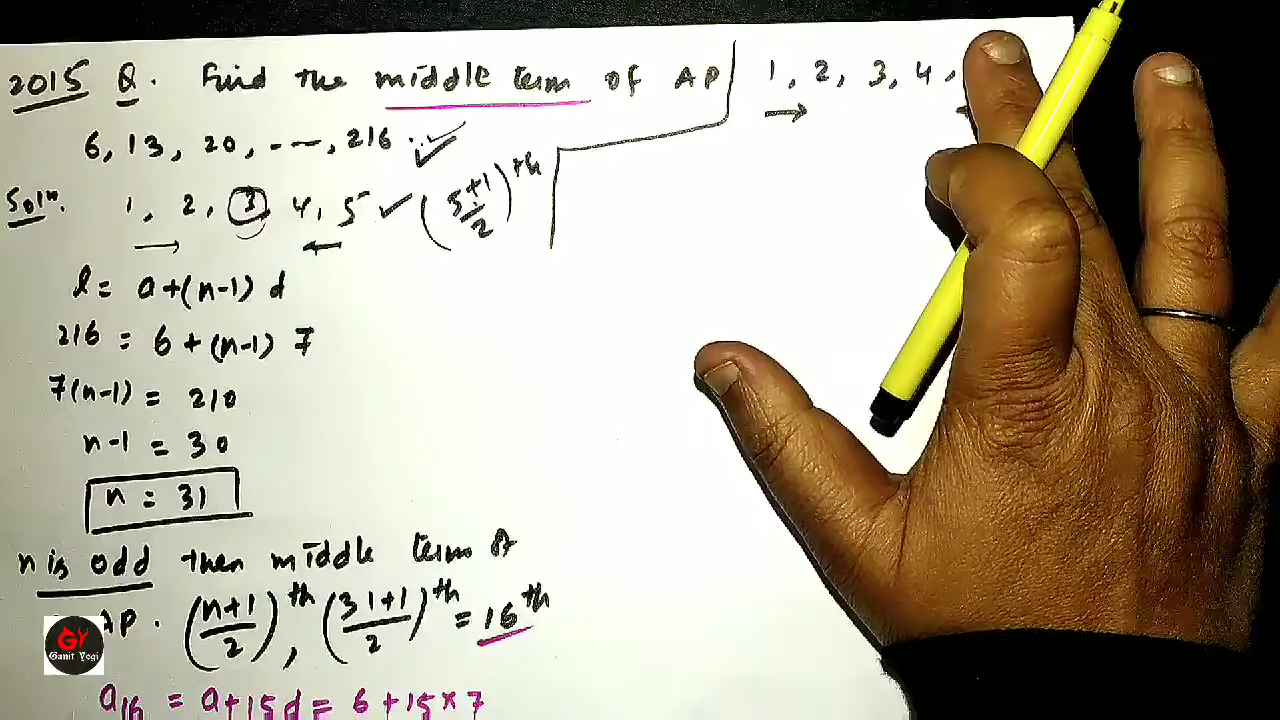 2015 Q. Find the middle term of AP
6, 13, 20, ----, 216
Soln. 1, 2, 3, 4, 5 ✓ (5+1/2)th
l = a+(n-1) d
216 = 6 + (n-1) 7
7(n-1) = 210
n-1 = 30
n = 31
n is odd then middle term of
AP. (n+1/2)th, (31+1/2)th = 16th
a16 = a+15d = 6+15×7
1, 2, 3, 4,
GY
Ganit Yogi